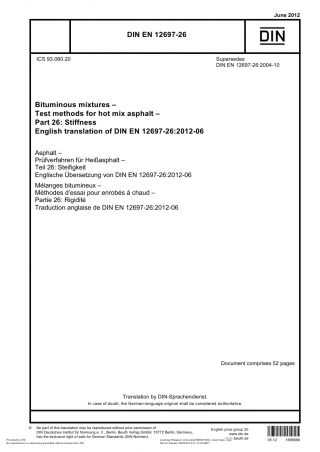 June 2012
DIN EN 12697-26
DIN
ICS 93.080.20
Supersedes
DIN EN 12697-26:2004-10
Bituminous mixtures –
Test methods for hot mix asphalt –
Part 26: Stiffness
English translation of DIN EN 12697-26:2012-06
Asphalt –
Prüfverfahren für Heißasphalt –
Teil 26: Steifigkeit
Englische Übersetzung von DIN EN 12697-26:2012-06
Mélanges bitumineux –
Méthodes d'essai pour enrobés à chaud –
Partie 26: Rigidité
Traduction anglaise de DIN EN 12697-26:2012-06
Document comprises 52 pages
Translation by DIN-Sprachendienst.
In case of doubt, the German-language original shall be considered authoritative.
© No part of this translation may be reproduced without prior permission of
DIN Deutsches Institut für Normung e. V., Berlin. Beuth Verlag GmbH, 10772 Berlin, Germany,
has the exclusive right of sale for German Standards (DIN-Normen).
English price group 20
www.din.de
www.beuth.de